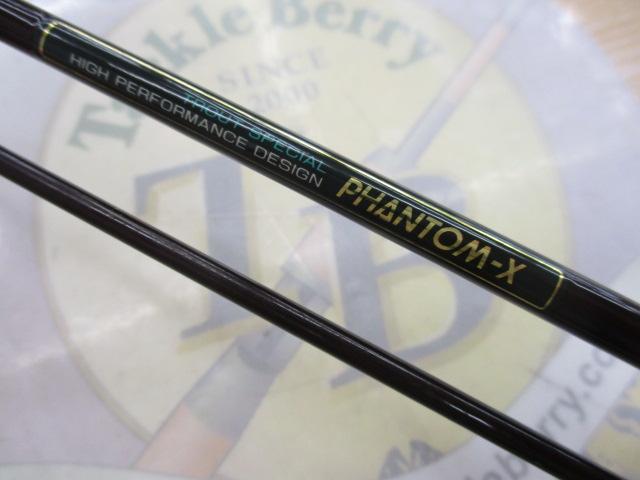 Tackle Berry
SINCE
2000
TB
TROUT SPECIAL
HIGH PERFORMANCE DESIGN
PHANTOM-X